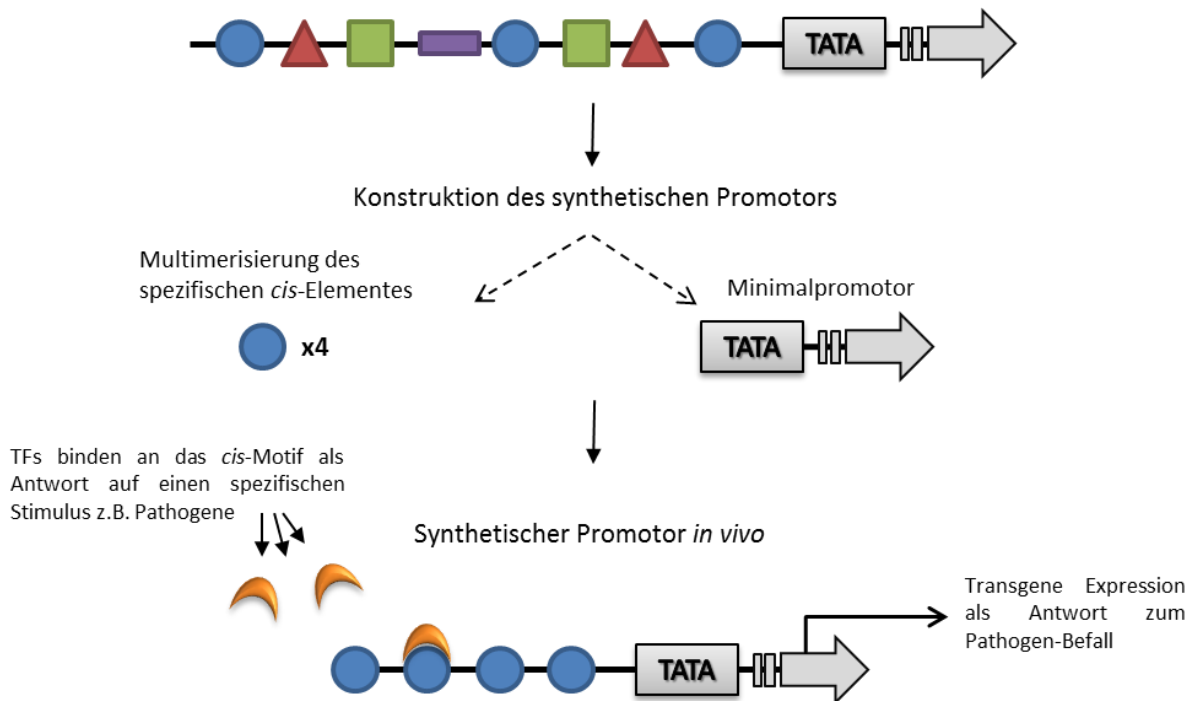 TATA
Konstruktion des synthetischen Promotors
Multimerisierung des
spezifischen cis-Elementes
x4
Minimalpromotor
TATA
TFs binden an das cis-Motif als
Antwort auf einen spezifischen
Stimulus z.B. Pathogene
Synthetischer Promotor in vivo
Transgene Expression
als Antwort zum
Pathogen-Befall
TATA